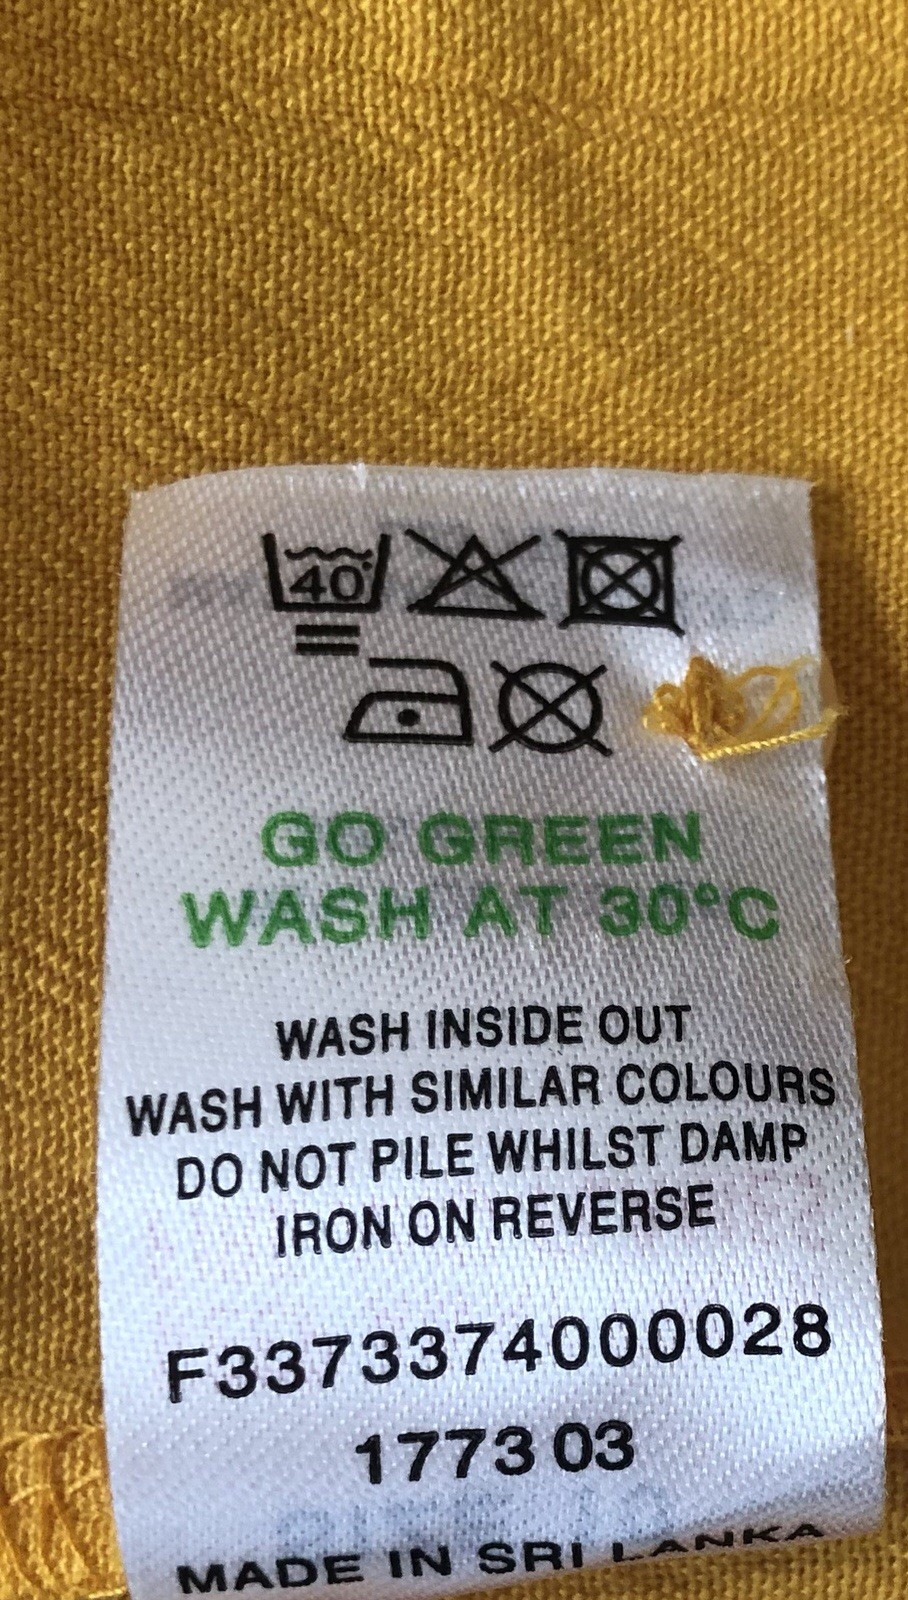 40°
GO GREEN
WASH AT 30°C
WASH INSIDE OUT
WASH WITH SIMILAR COLOURS
DO NOT PILE WHILST DAMP
IRON ON REVERSE
F3373374000028
1773 03
MADE IN SRI LANKA